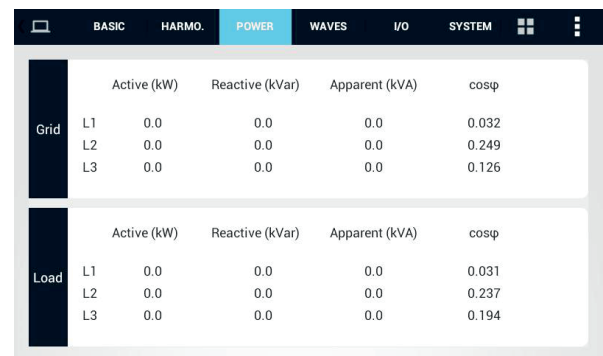 BASIC HARMO. POWER WAVES I/O SYSTEM
Active (kW) Reactive (kVar) Apparent (kVA) cosφ
Grid
L1 0.0 0.0 0.0 0.032
L2 0.0 0.0 0.0 0.249
L3 0.0 0.0 0.0 0.126
Active (kW) Reactive (kVar) Apparent (kVA) cosφ
Load
L1 0.0 0.0 0.0 0.031
L2 0.0 0.0 0.0 0.237
L3 0.0 0.0 0.0 0.194